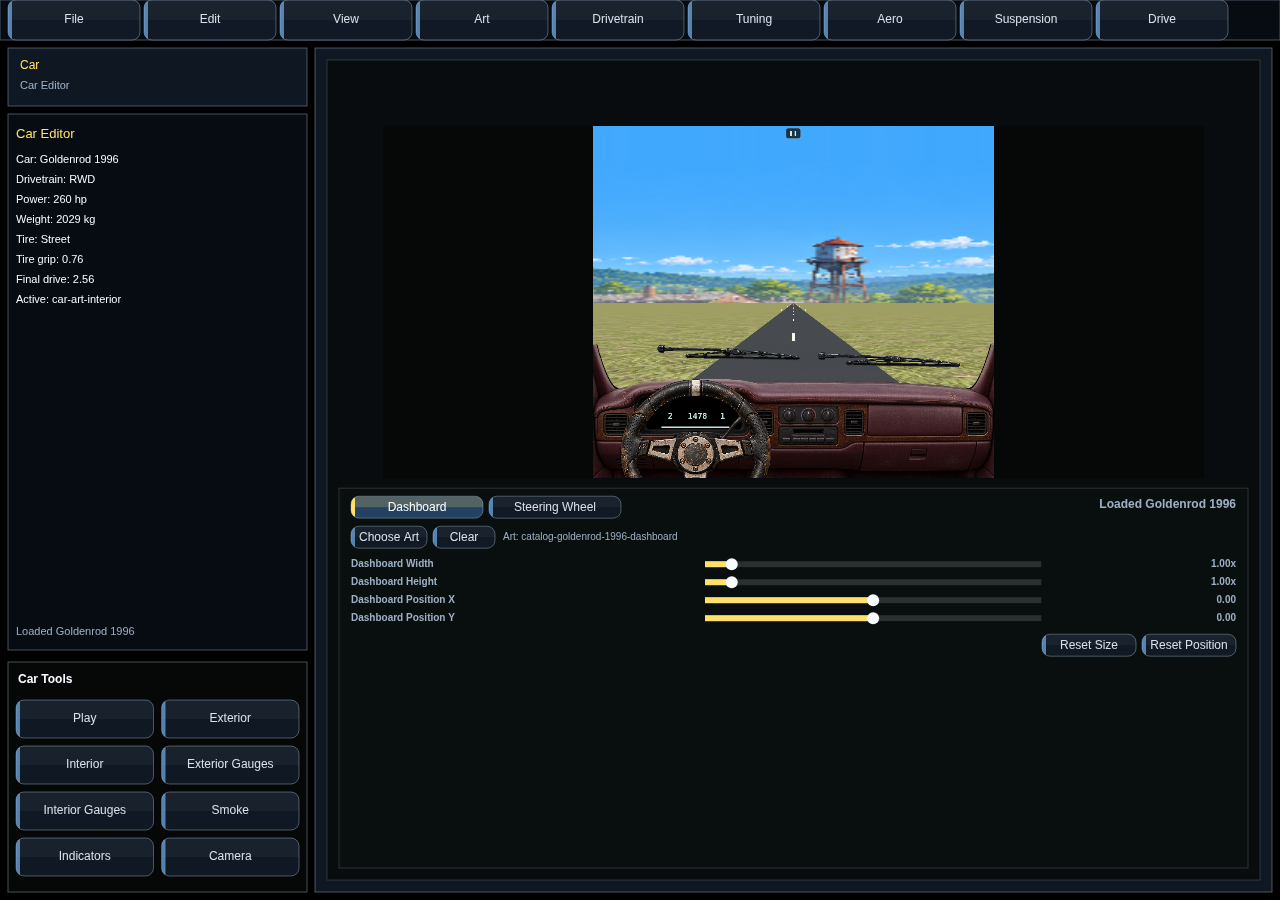 File Edit View Art Drivetrain Tuning Aero Suspension Drive
Car
Car Editor
Car Editor
Car: Goldenrod 1996
Drivetrain: RWD
Power: 260 hp
Weight: 2029 kg
Tire: Street
Tire grip: 0.76
Final drive: 2.56
Active: car-art-interior
Loaded Goldenrod 1996
Car Tools
Play Exterior
Interior Exterior Gauges
Interior Gauges Smoke
Indicators Camera
2 1478 1
Dashboard Steering Wheel Loaded Goldenrod 1996
Choose Art Clear Art: catalog-goldenrod-1996-dashboard
Dashboard Width 1.00x
Dashboard Height 1.00x
Dashboard Position X 0.00
Dashboard Position Y 0.00
Reset Size Reset Position